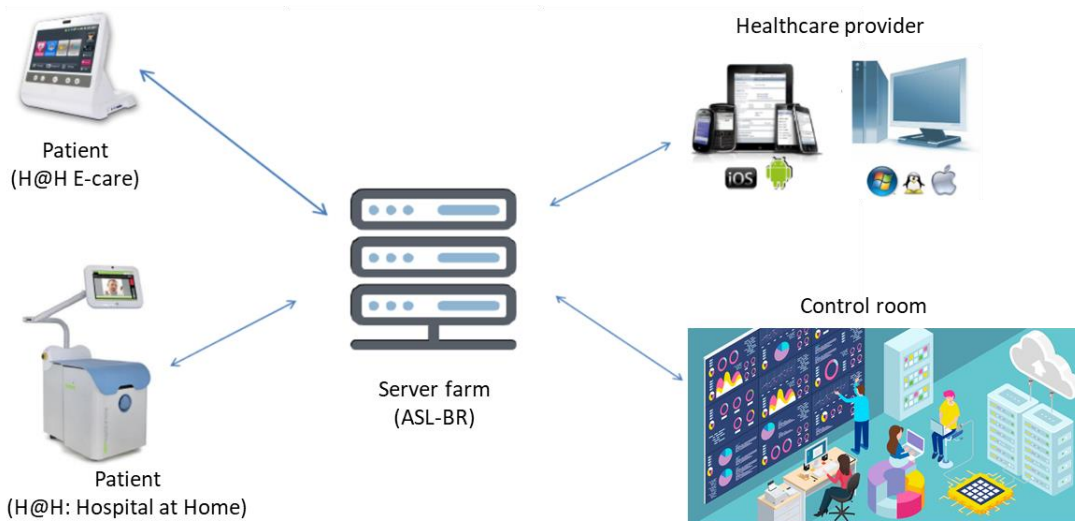 Healthcare provider
Patient
(H@H E-care)
iOS
Control room
Server farm
(ASL-BR)
Patient
(H@H: Hospital at Home)